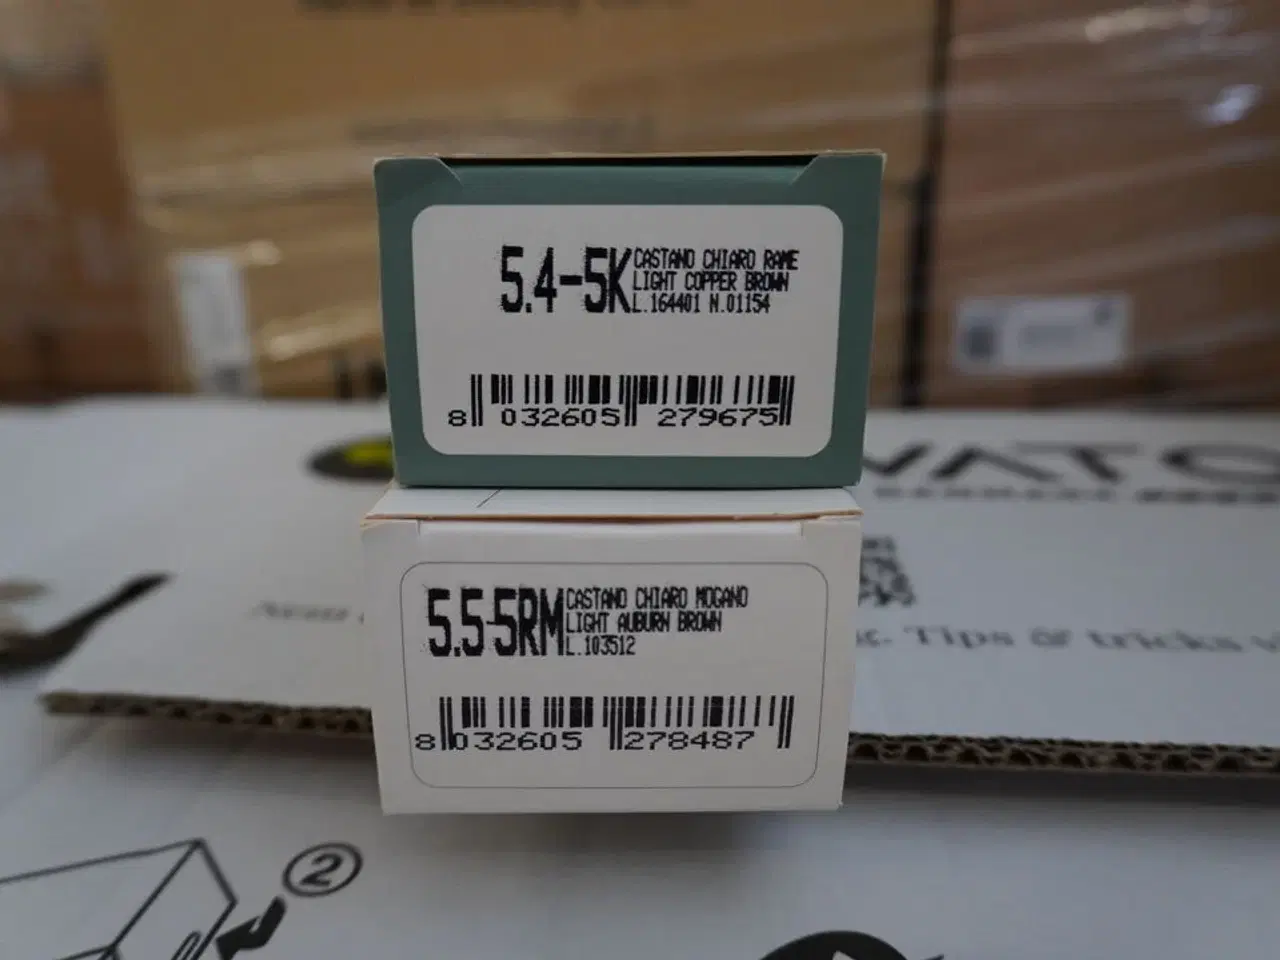 5.4-5K
CASTANO CHIARO RAME
LIGHT COPPER BROWN
L.164401 N.01154
8 032605 279675
5.5-5RM
CASTANO CHIARO MOGANO
LIGHT AUBURN BROWN
L.103512
8 032605 278487
Tips & tricks
2